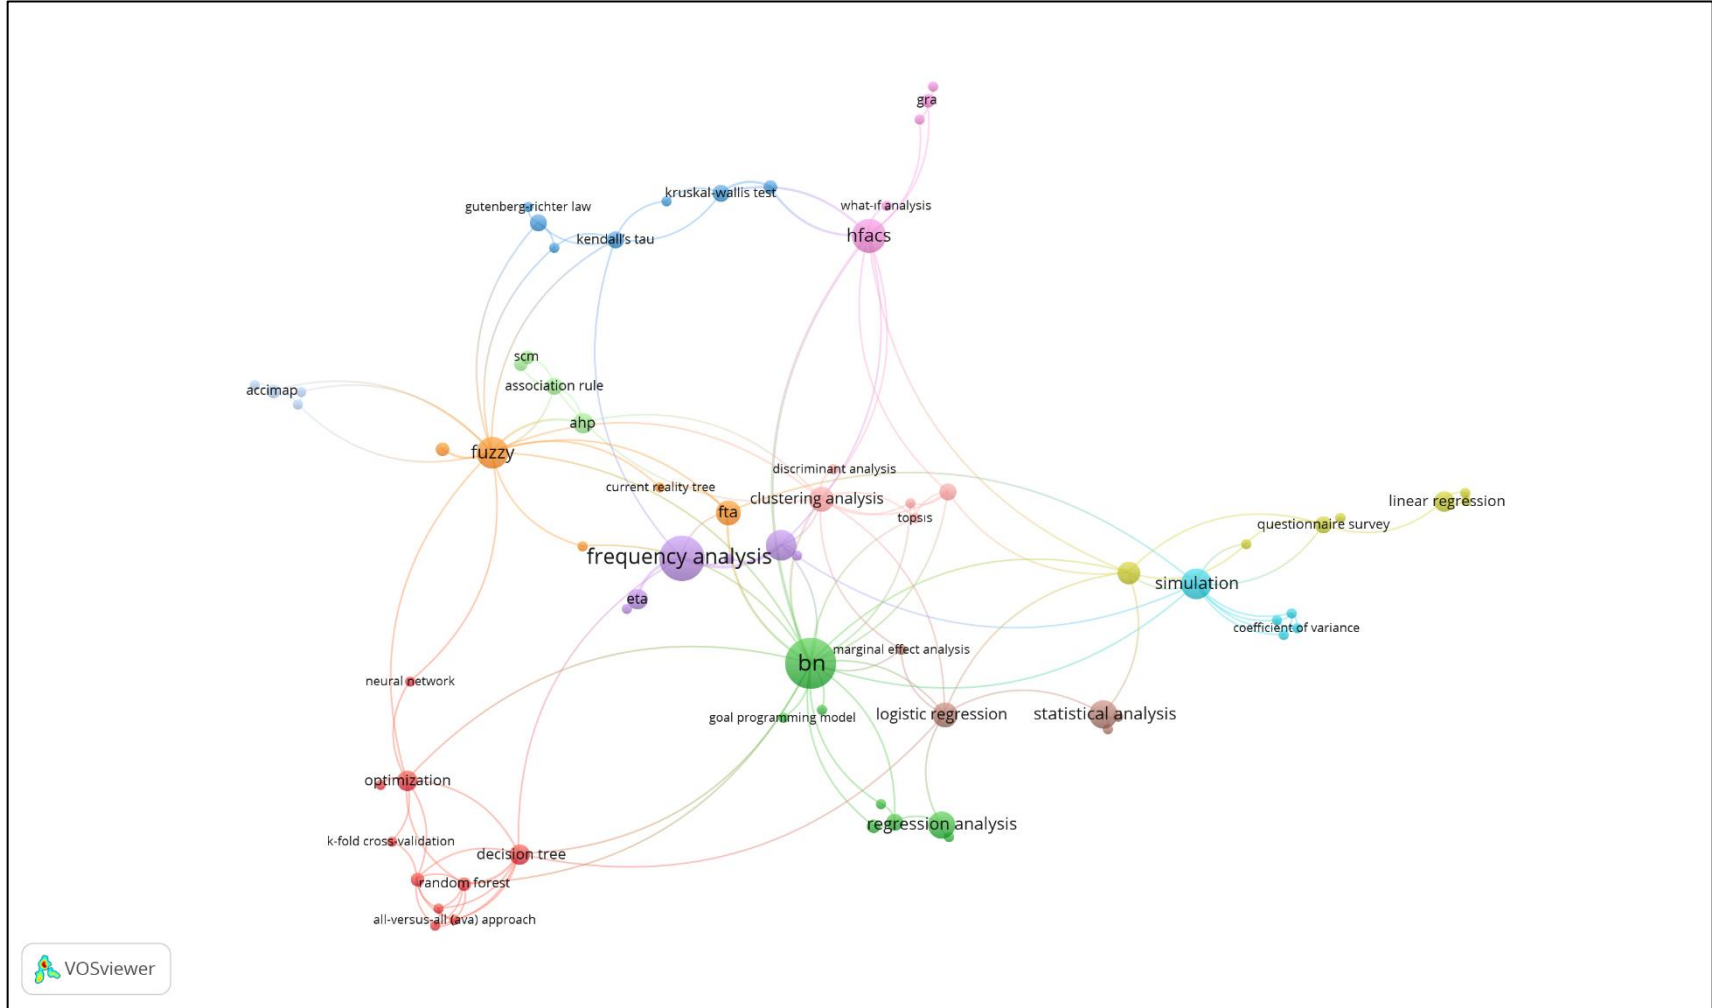 gra
kruskal-wallis test
what-if analysis
gutenberg-richter law
hfacs
kendall's tau
scm
association rule
accimap
ahp
fuzzy
discriminant analysis
current reality tree
clustering analysis
linear regression
fta
topsis
questionnaire survey
frequency analysis
simulation
eta
coefficient of variance
marginal effect analysis
bn
neural network
goal programming model
logistic regression
statistical analysis
optimization
regression analysis
k-fold cross-validation
decision tree
random forest
all-versus-all (ava) approach
VOSviewer